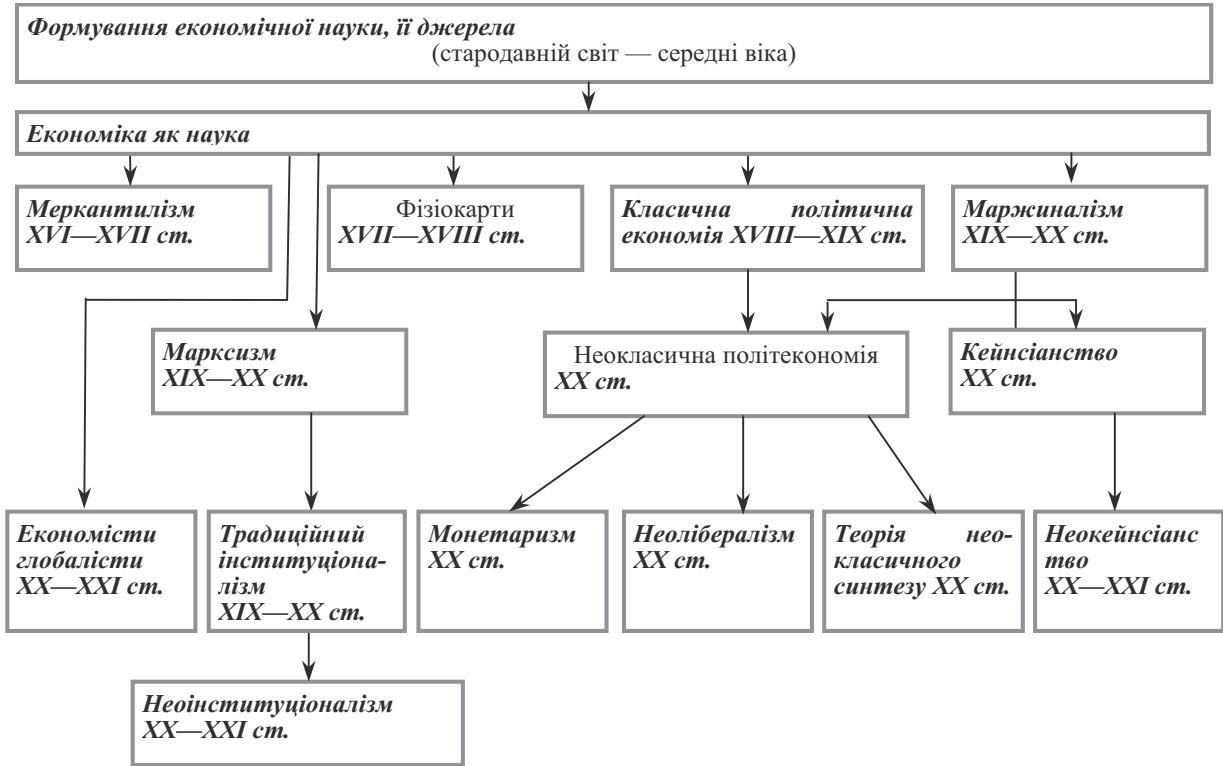 Формування економічної науки, її джерела
(стародавній світ — середні віка)
Економіка як наука
Меркантилізм
XVI—XVII ст.
Фізіокарти
XVII—XVIII ст.
Класична політична
економія XVIII—XIX ст.
Маржиналізм
XIX—XX ст.
Марксизм
XIX—XX ст.
Неокласична політекономія
XX ст.
Кейнсіанство
XX ст.
Економісти
глобалісти
XX—XXI ст.
Традиційний
інституціона-
лізм
XIX—XX ст.
Монетаризм
XX ст.
Неолібералізм
XX ст.
Теорія нео-
класичного
синтезу XX ст.
Неокейнсіанс
тво
XX—XXI ст.
Неоінституціоналізм
XX—XXI ст.